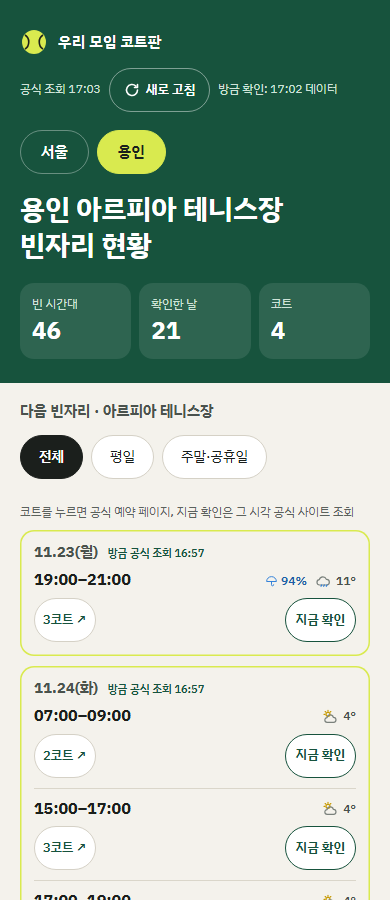 우리 모임 코트판
공식 조회 17:03
새로 고침
방금 확인: 17:02 데이터
서울
용인
용인 아르피아 테니스장
빈자리 현황
빈 시간대
46
확인한 날
21
코트
4
다음 빈자리 · 아르피아 테니스장
전체
평일
주말·공휴일
코트를 누르면 공식 예약 페이지, 지금 확인은 그 시각 공식 사이트 조회
11.23(월) 방금 공식 조회 16:57
19:00–21:00 94% 11°
3코트 ↗ 지금 확인
11.24(화) 방금 공식 조회 16:57
07:00–09:00 4°
2코트 ↗ 지금 확인
15:00–17:00 4°
3코트 ↗ 지금 확인
17:00–19:00 4°